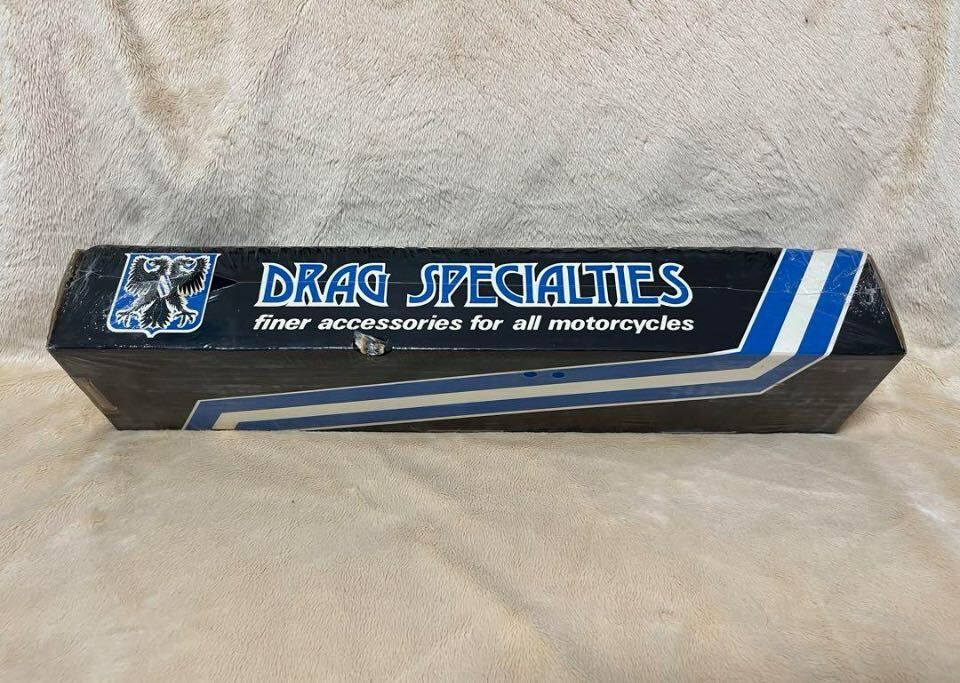 DRAG SPECIALTIES
finer accessories for all motorcycles